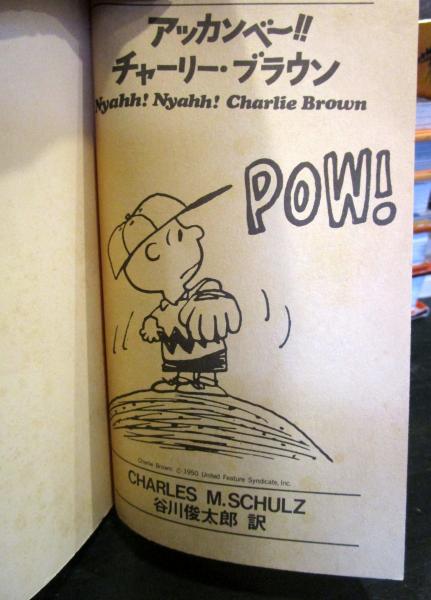 アッカンベー!!
チャーリー・ブラウン
Nyahh! Nyahh! Charlie Brown
POW!
Charlie Brown: © 1950 United Feature Syndicate, Inc.
CHARLES M. SCHULZ
谷川俊太郎 訳